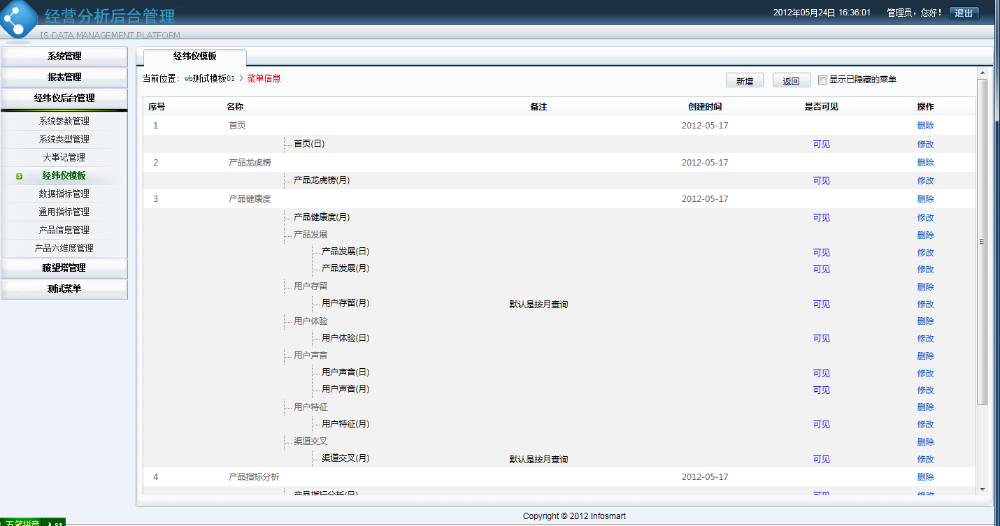 经营分析后台管理
IS-DATA MANAGEMENT PLATFORM
2012年05月24日 16:36:01 管理员，您好！ 退出
系统管理
报表管理
经纬仪后台管理
系统参数管理
系统类型管理
大事记管理
经纬仪模板
数据指标管理
通用指标管理
产品信息管理
产品六维度管理
瞭望塔管理
测试菜单
经纬仪模板
当前位置：wb测试模板01 > 菜单信息
新增 返回 显示已隐藏的菜单
序号 名称 备注 创建时间 是否可见 操作
1 首页 2012-05-17 删除
首页(日) 可见 修改
2 产品龙虎榜 2012-05-17 删除
产品龙虎榜(月) 可见 修改
3 产品健康度 2012-05-17 删除
产品健康度(月) 可见 修改
产品发展 删除
产品发展(日) 可见 修改
产品发展(月) 可见 修改
用户存留 删除
用户存留(月) 默认是按月查询 可见 修改
用户体验 删除
用户体验(日) 可见 修改
用户声音 删除
用户声音(日) 可见 修改
用户声音(月) 可见 修改
用户特征 删除
用户特征(月) 可见 修改
渠道交叉 删除
渠道交叉(月) 默认是按月查询 可见 修改
4 产品指标分析 2012-05-17 删除
产品指标分析(日) 可见 修改
Copyright © 2012 Infosmart
五笔拼音